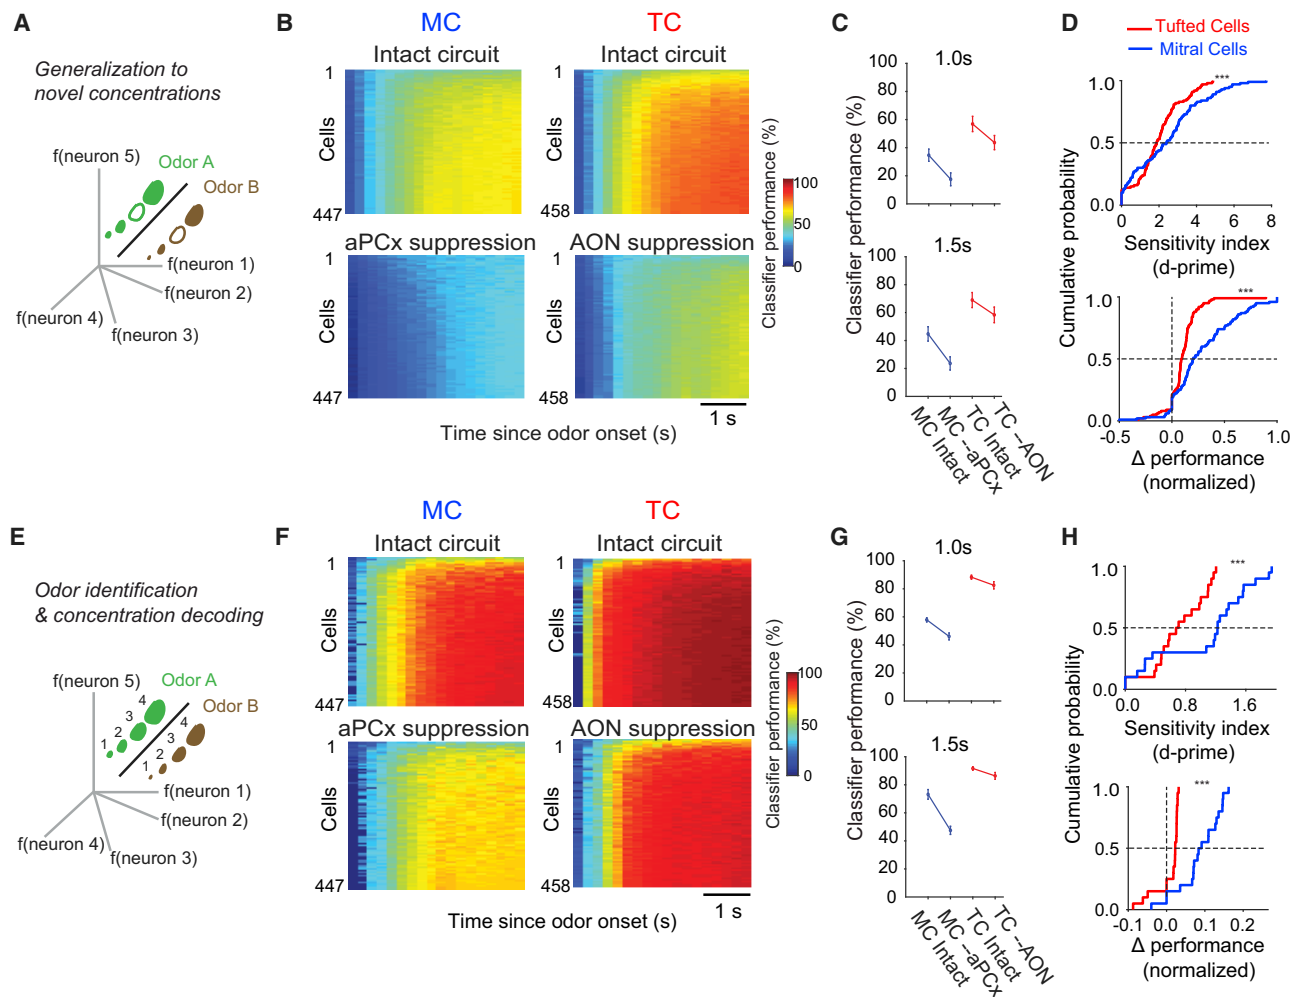 A
Generalization to
novel concentrations
f(neuron 5)
Odor A
Odor B
f(neuron 1)
f(neuron 2)
f(neuron 4)
f(neuron 3)
B
MC
TC
Intact circuit
Intact circuit
1
Cells
447
1
Cells
458
aPCx suppression
AON suppression
1
Cells
447
1
Cells
458
1 s
Time since odor onset (s)
100
50
0
Classifier performance (%)
C
1.0s
100
80
60
40
20
0
1.5s
100
80
60
40
20
0
Classifier performance (%)
MC Intact
MC --aPCx
TC Intact
TC --AON
D
Tufted Cells
Mitral Cells
***
1.0
0.5
0.0
0
2
4
6
8
Sensitivity index
(d-prime)
Cumulative probability
***
1.0
0.5
0.0
-0.5
0.0
0.5
1.0
Δ performance
(normalized)
E
Odor identification
& concentration decoding
f(neuron 5)
Odor A
Odor B
1
2
3
4
1
2
3
4
f(neuron 1)
f(neuron 2)
f(neuron 4)
f(neuron 3)
F
MC
TC
Intact circuit
Intact circuit
1
Cells
447
1
Cells
458
aPCx suppression
AON suppression
1
Cells
447
1
Cells
458
1 s
Time since odor onset (s)
100
50
0
Classifier performance (%)
G
1.0s
100
80
60
40
20
0
1.5s
100
80
60
40
20
0
Classifier performance (%)
MC Intact
MC --aPCx
TC Intact
TC --AON
H
***
1.0
0.5
0.0
0.0
0.8
1.6
Sensitivity index
(d-prime)
Cumulative probability
***
1.0
0.5
0.0
-0.1
0.0
0.1
0.2
Δ performance
(normalized)